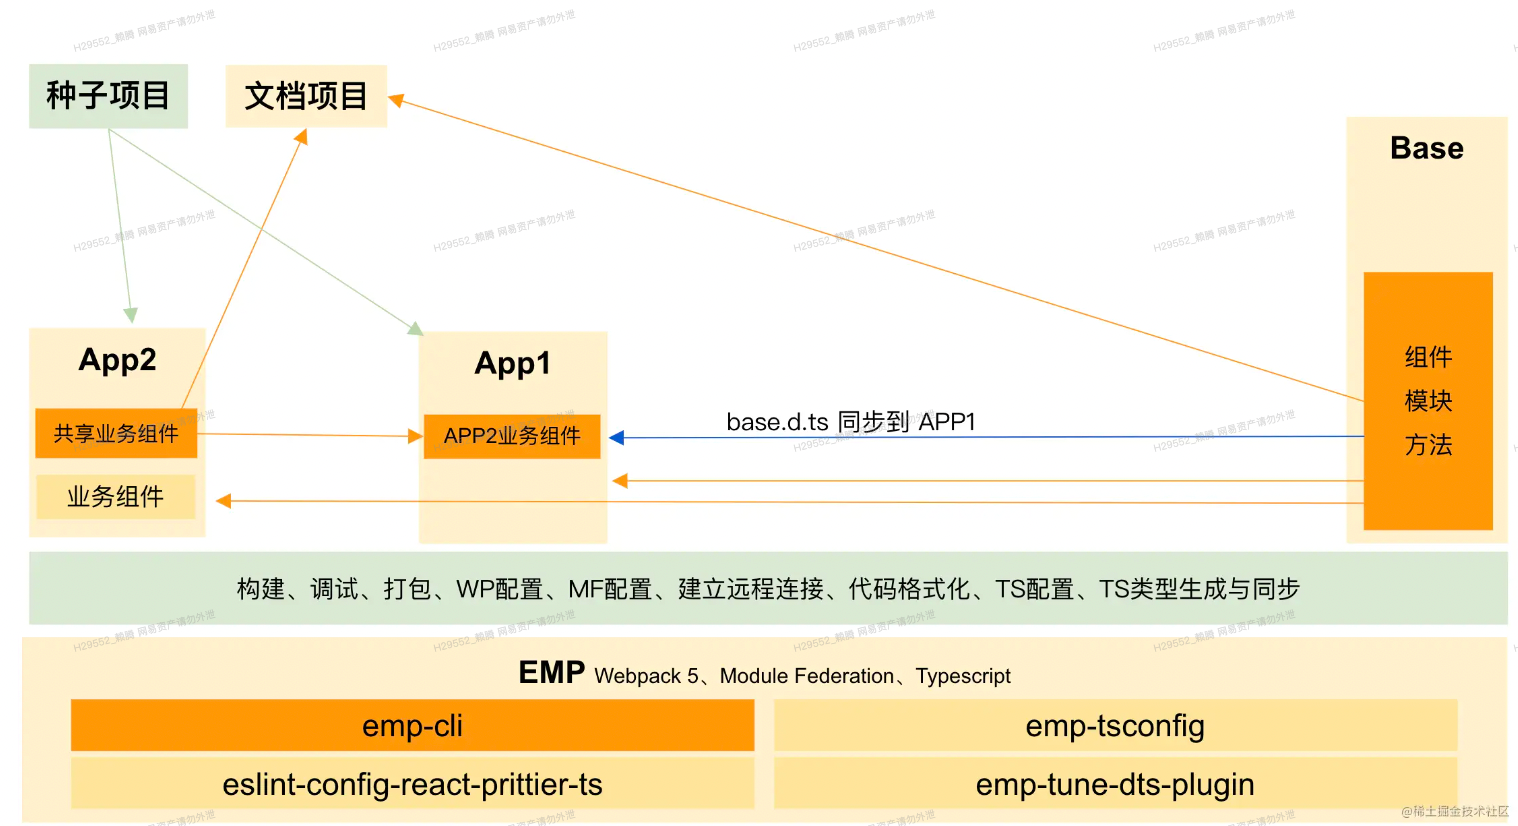 种子项目
文档项目
Base
App2
App1
组件
模块
方法
共享业务组件
APP2业务组件
base.d.ts 同步到 APP1
业务组件
构建、调试、打包、WP配置、MF配置、建立远程连接、代码格式化、TS配置、TS类型生成与同步
EMP Webpack 5、Module Federation、Typescript
emp-cli
emp-tsconfig
eslint-config-react-prittier-ts
emp-tune-dts-plugin
@稀土掘金技术社区
H29552_赖腾 网易资产请勿外泄